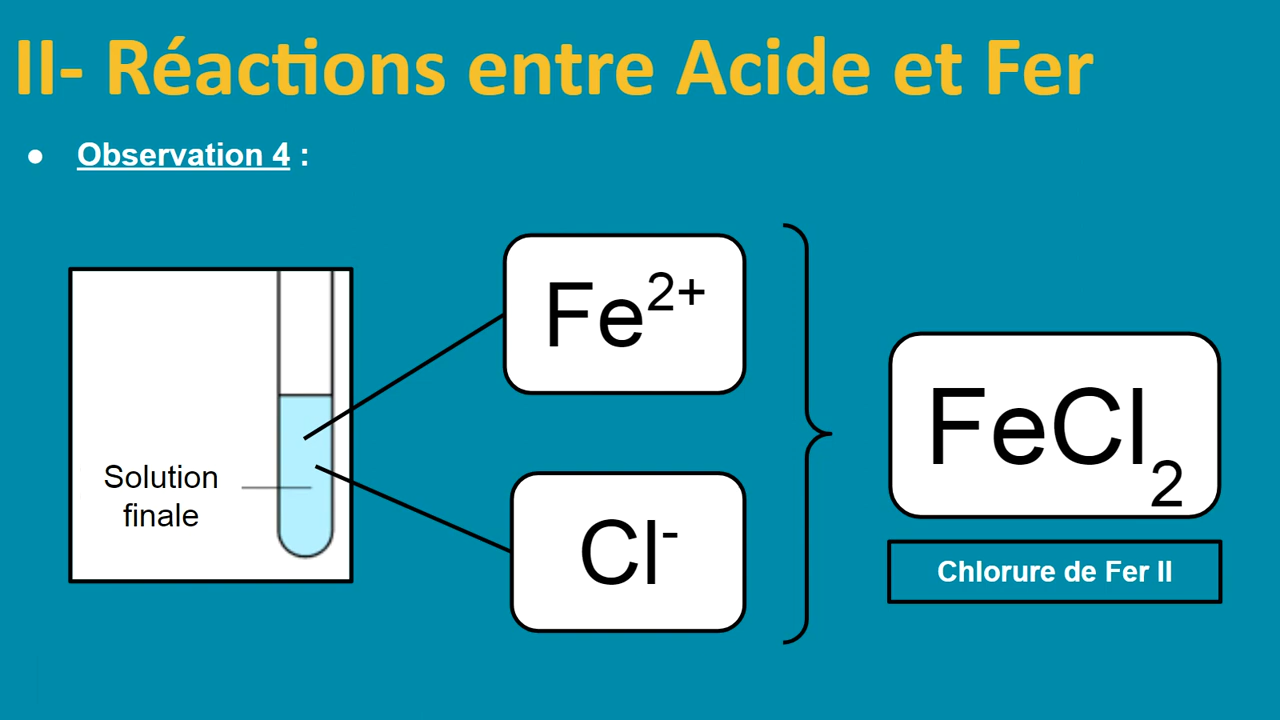 II- Réactions entre Acide et Fer
● Observation 4 :
Solution
finale
Fe²⁺
Cl⁻
FeCl₂
Chlorure de Fer II